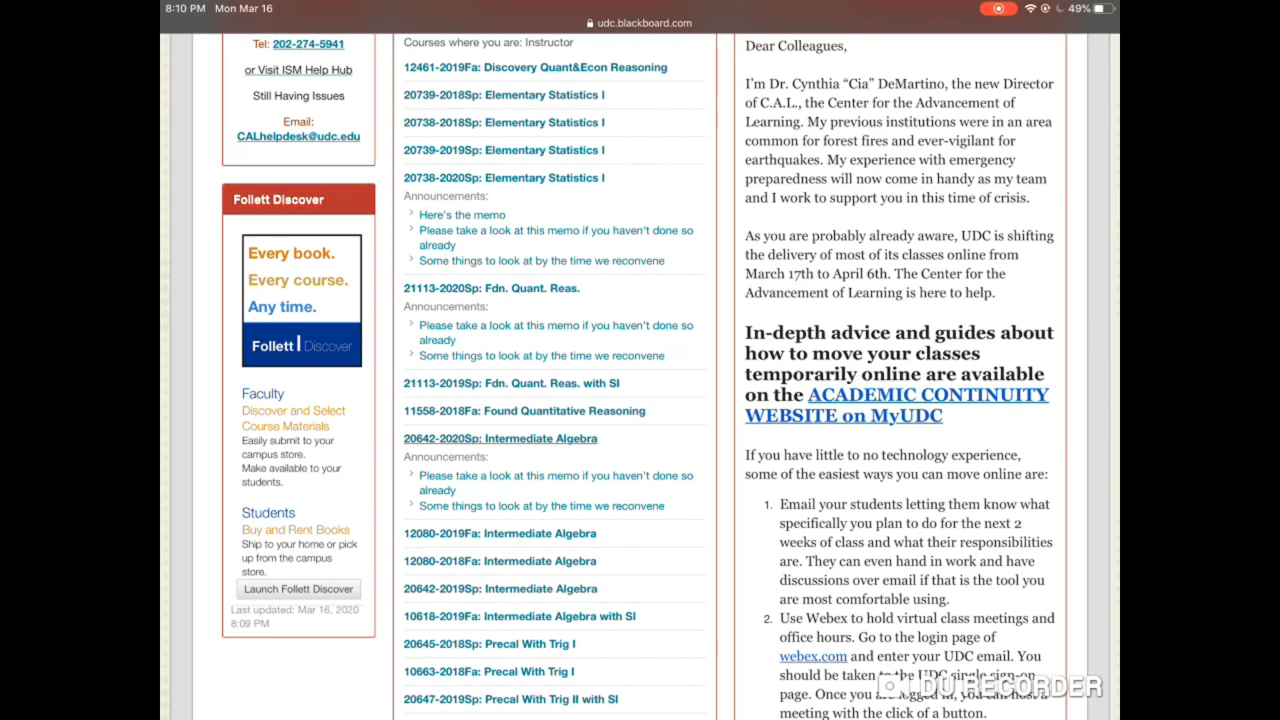 8:10 PM Mon Mar 16
49%
udc.blackboard.com
Tel: 202-274-5941
or Visit ISM Help Hub
Still Having Issues
Email:
CALhelpdesk@udc.edu
Follett Discover
Every book.
Every course.
Any time.
Follett Discover
Faculty
Discover and Select
Course Materials
Easily submit to your
campus store.
Make available to your
students.
Students
Buy and Rent Books
Ship to your home or pick
up from the campus
store.
Launch Follett Discover
Last updated: Mar 16, 2020
8:09 PM
Courses where you are: Instructor
12461-2019Fa: Discovery Quant&Econ Reasoning
20739-2018Sp: Elementary Statistics I
20738-2018Sp: Elementary Statistics I
20739-2019Sp: Elementary Statistics I
20738-2020Sp: Elementary Statistics I
Announcements:
Here's the memo
Please take a look at this memo if you haven't done so
already
Some things to look at by the time we reconvene
21113-2020Sp: Fdn. Quant. Reas.
Announcements:
Please take a look at this memo if you haven't done so
already
Some things to look at by the time we reconvene
21113-2019Sp: Fdn. Quant. Reas. with SI
11558-2018Fa: Found Quantitative Reasoning
20642-2020Sp: Intermediate Algebra
Announcements:
Please take a look at this memo if you haven't done so
already
Some things to look at by the time we reconvene
12080-2019Fa: Intermediate Algebra
12080-2018Fa: Intermediate Algebra
20642-2019Sp: Intermediate Algebra
10618-2019Fa: Intermediate Algebra with SI
20645-2018Sp: Precal With Trig I
10663-2018Fa: Precal With Trig I
20647-2019Sp: Precal With Trig II with SI
Dear Colleagues,
I'm Dr. Cynthia “Cia” DeMartino, the new Director
of C.A.L., the Center for the Advancement of
Learning. My previous institutions were in an area
common for forest fires and ever-vigilant for
earthquakes. My experience with emergency
preparedness will now come in handy as my team
and I work to support you in this time of crisis.
As you are probably already aware, UDC is shifting
the delivery of most of its classes online from
March 17th to April 6th. The Center for the
Advancement of Learning is here to help.
In-depth advice and guides about
how to move your classes
temporarily online are available
on the ACADEMIC CONTINUITY
WEBSITE on MyUDC
If you have little to no technology experience,
some of the easiest ways you can move online are:
1. Email your students letting them know what
specifically you plan to do for the next 2
weeks of class and what their responsibilities
are. They can even hand in work and have
discussions over email if that is the tool you
are most comfortable using.
2. Use Webex to hold virtual class meetings and
office hours. Go to the login page of
webex.com and enter your UDC email. You
should be taken to the UDC single sign-on
page. Once you are logged in, you can host a
meeting with the click of a button.
DU RECORDER